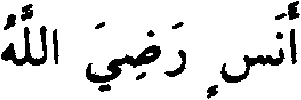 أَنَسٍ رَضِيَ اللَّهُ